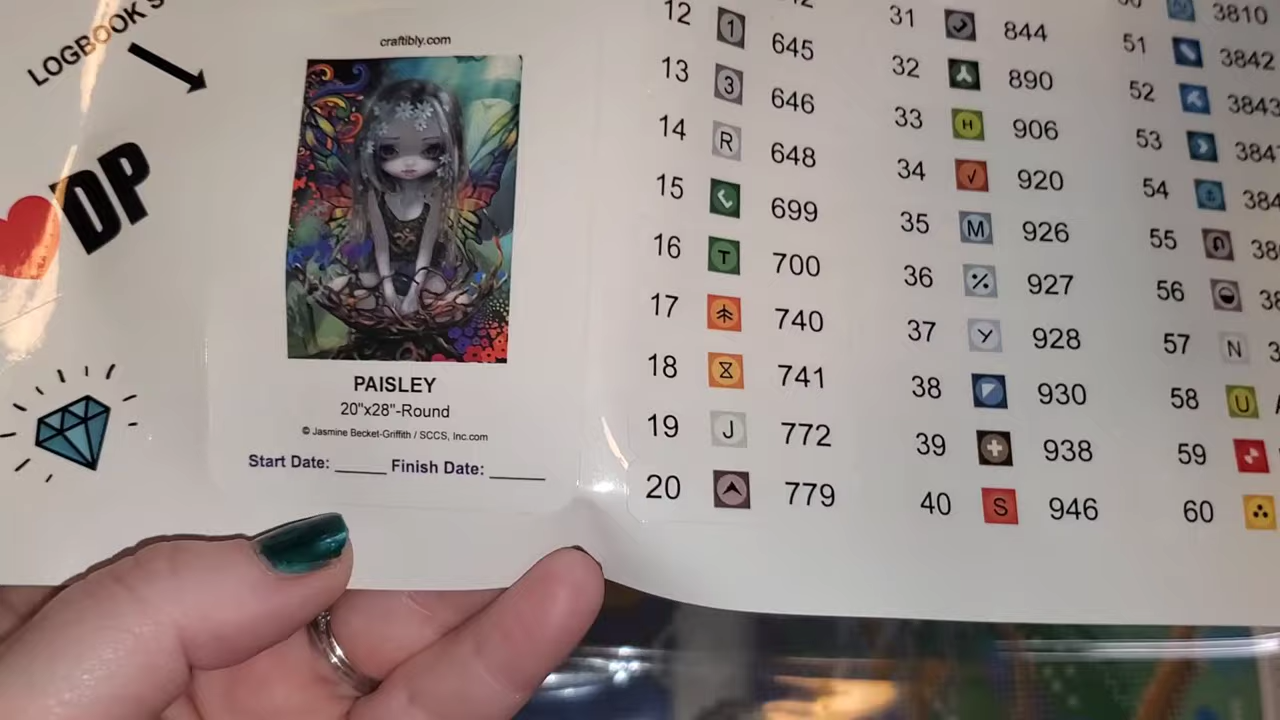 LOGBOOK
craftibly.com
DP
PAISLEY
20"x28"-Round
© Jasmine Becket-Griffith / SCCS, Inc.com
Start Date: _____ Finish Date: _____
12 1 645
13 3 646
14 R 648
15 699
16 T 700
17 740
18 741
19 J 772
20 779
31 844
32 890
33 H 906
34 √ 920
35 M 926
36 927
37 Y 928
38 930
39 938
40 S 946
3810
51 3842
52 3843
53
54
55
56
57 N
58 U
59
60